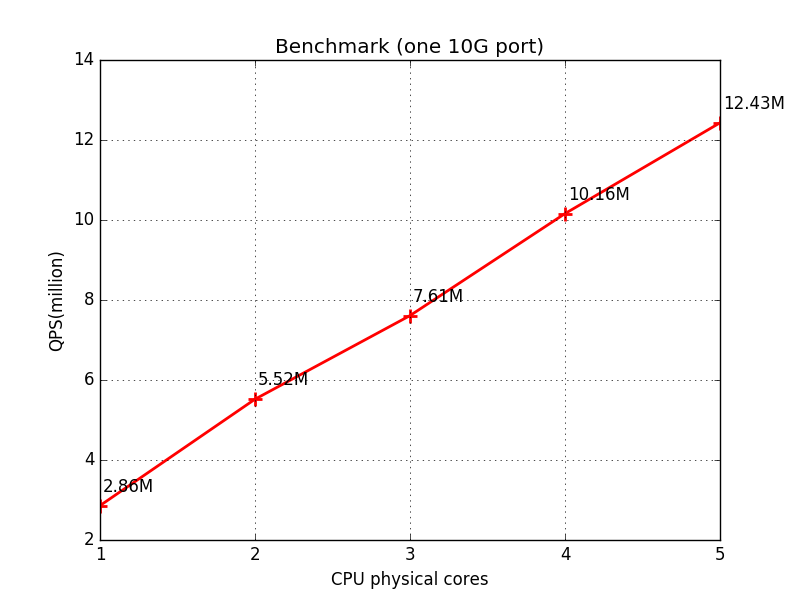 Benchmark (one 10G port)
14
12.43M
12
10.16M
10
QPS(million)
8
7.61M
6
5.52M
4
2.86M
2
1 2 3 4 5
CPU physical cores